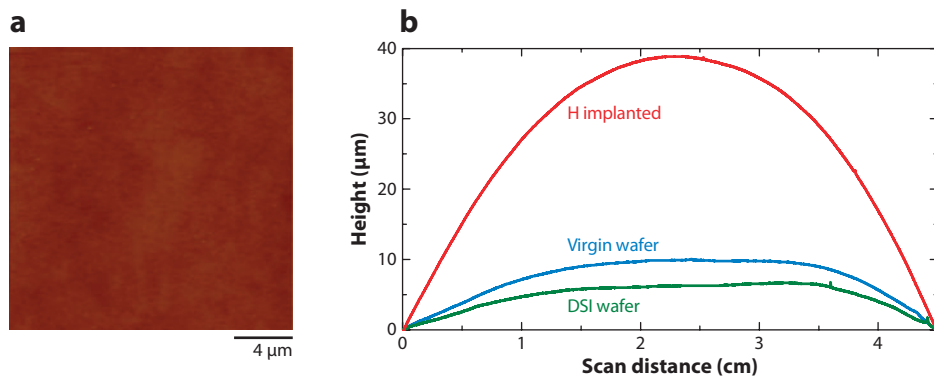 a
4 μm
b
Height (μm)
40
30
20
10
0
H implanted
Virgin wafer
DSI wafer
0 1 2 3 4
Scan distance (cm)